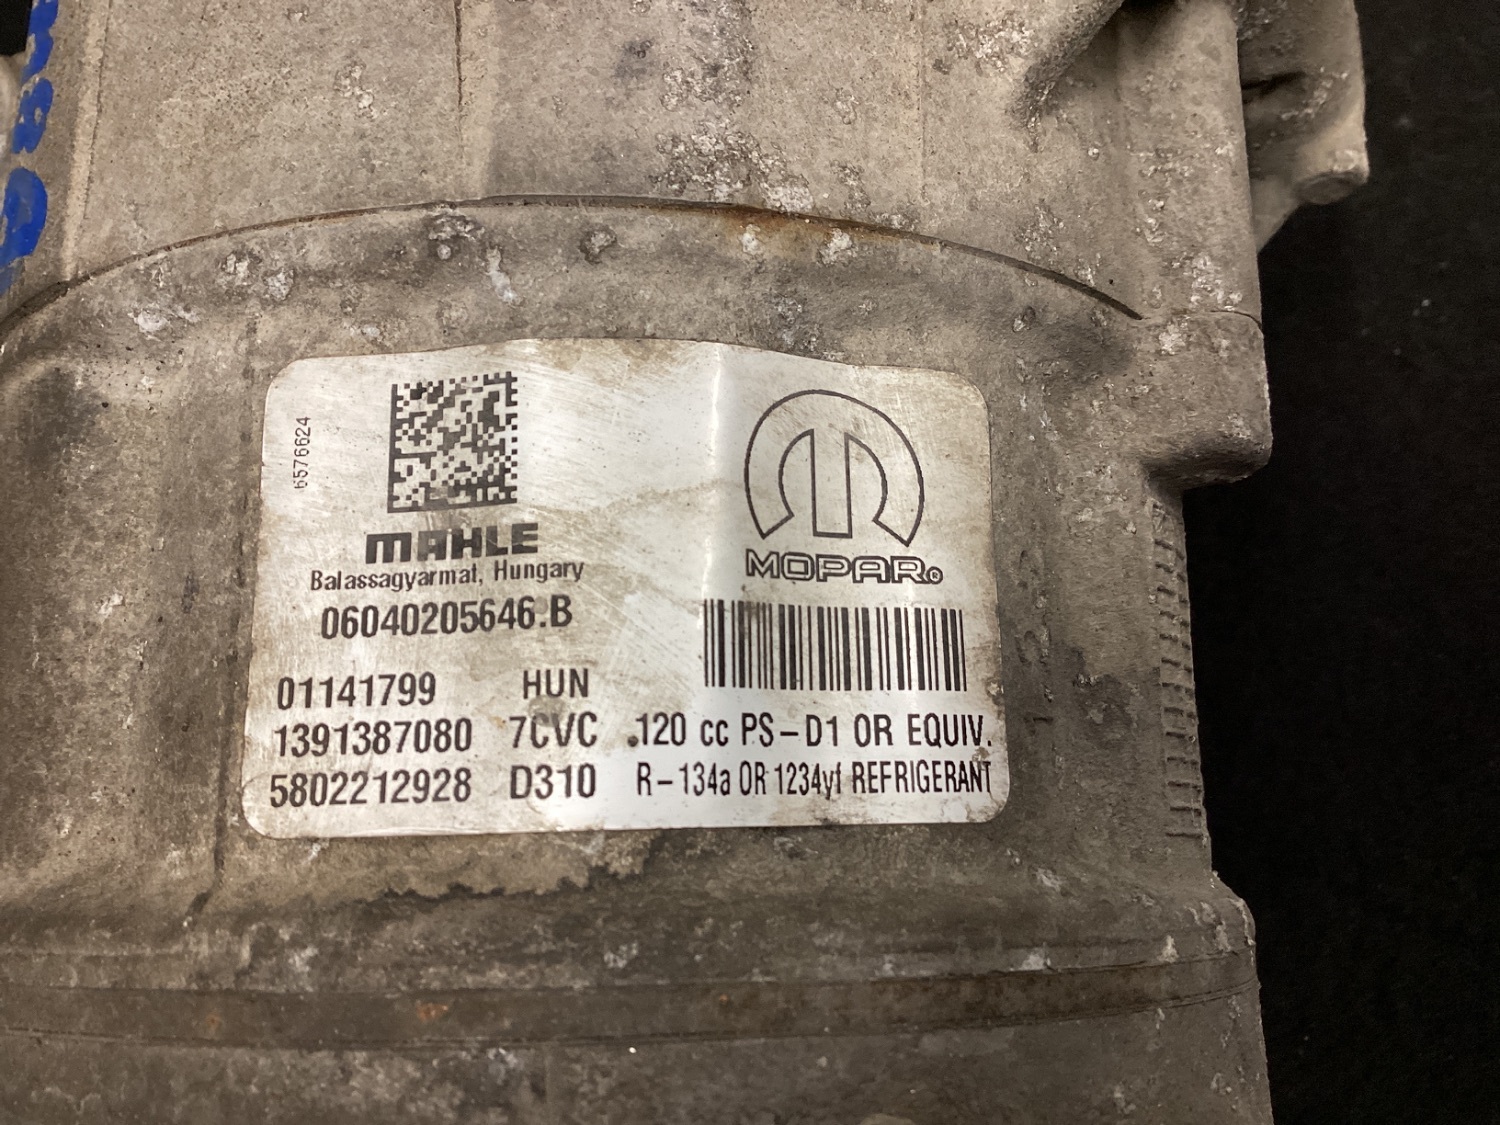 6576624
MAHLE
Balassagyarmat, Hungary
06040205646.B
01141799 HUN
1391387080 7CVC
5802212928 D310
MOPAR®
.120 cc PS-D1 OR EQUIV.
R-134a OR 1234yf REFRIGERANT